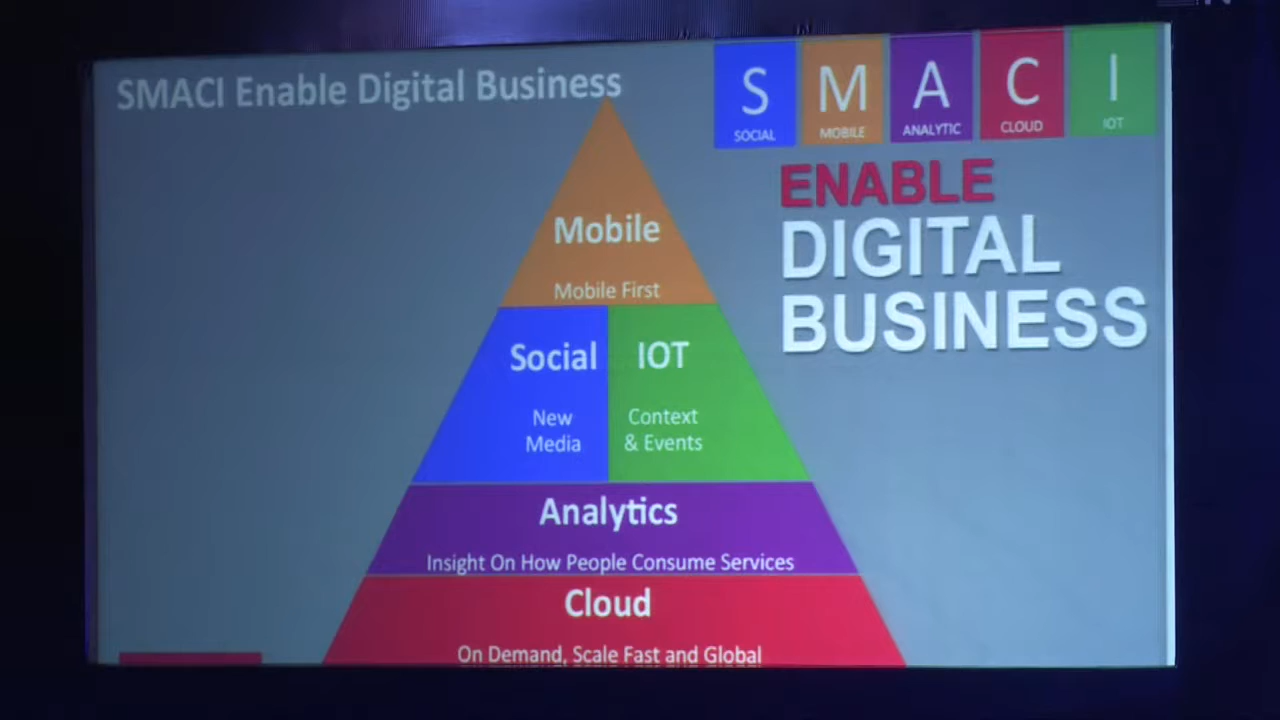 SMACI Enable Digital Business
S M A C I
SOCIAL MOBILE ANALYTIC CLOUD IOT
ENABLE
DIGITAL
BUSINESS
Mobile
Mobile First
Social IOT
New Context
Media & Events
Analytics
Insight On How People Consume Services
Cloud
On Demand, Scale Fast and Global